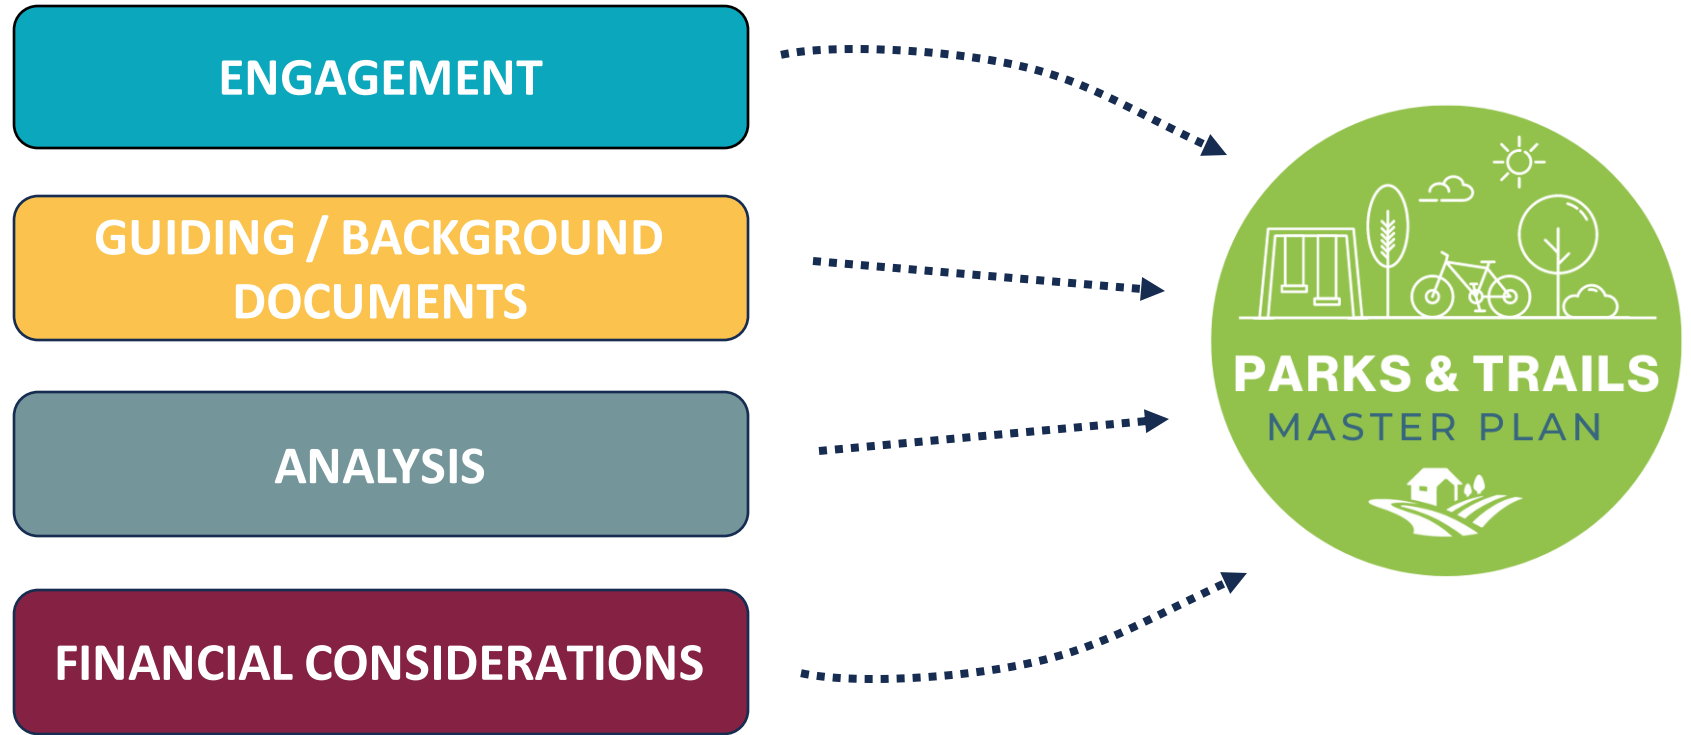 ENGAGEMENT
GUIDING / BACKGROUND
DOCUMENTS
ANALYSIS
FINANCIAL CONSIDERATIONS
PARKS & TRAILS
MASTER PLAN